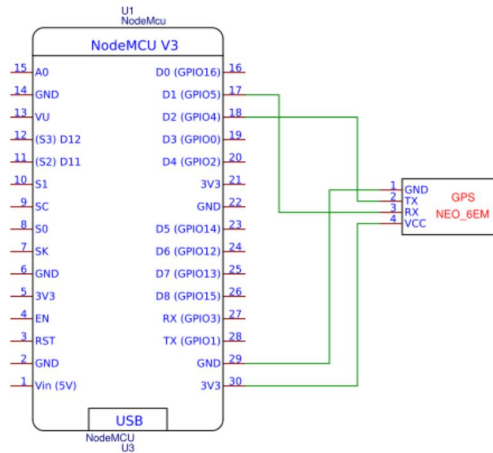 U1
NodeMcu
NodeMCU V3
15 A0 D0 (GPIO16) 16
14 GND D1 (GPIO5) 17
13 VU D2 (GPIO4) 18
12 (S3) D12 D3 (GPIO0) 19
11 (S2) D11 D4 (GPIO2) 20
10 S1 3V3 21
9 SC GND 22
8 S0 D5 (GPIO14) 23
7 SK D6 (GPIO12) 24
6 GND D7 (GPIO13) 25
5 3V3 D8 (GPIO15) 26
4 EN RX (GPIO3) 27
3 RST TX (GPIO1) 28
2 GND GND 29
1 Vin (5V) 3V3 30
USB
NodeMCU
U3
1 GND
2 TX
3 RX
4 VCC
GPS
NEO_6EM